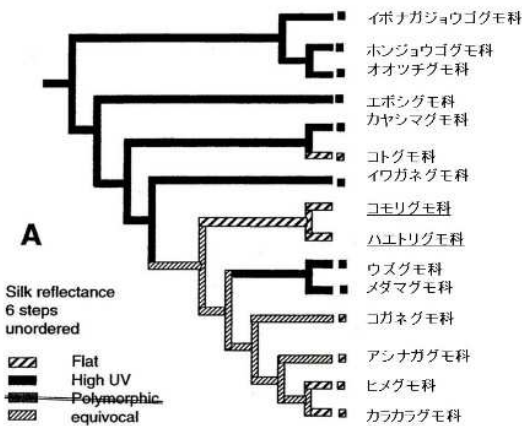 イボナガジョウゴグモ科
ホンジョウゴグモ科
オオツチグモ科
エボシグモ科
カヤシマグモ科
コトグモ科
イワガネグモ科
コモリグモ科
ハエトリグモ科
ウズグモ科
メダマグモ科
コガネグモ科
アシナガグモ科
ヒメグモ科
カラカラグモ科
A
Silk reflectance
6 steps
unordered
Flat
High UV
Polymorphic
equivocal